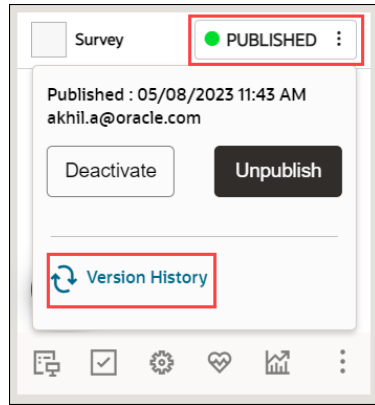 Survey
PUBLISHED
Published : 05/08/2023 11:43 AM
akhil.a@oracle.com
Deactivate
Unpublish
Version History